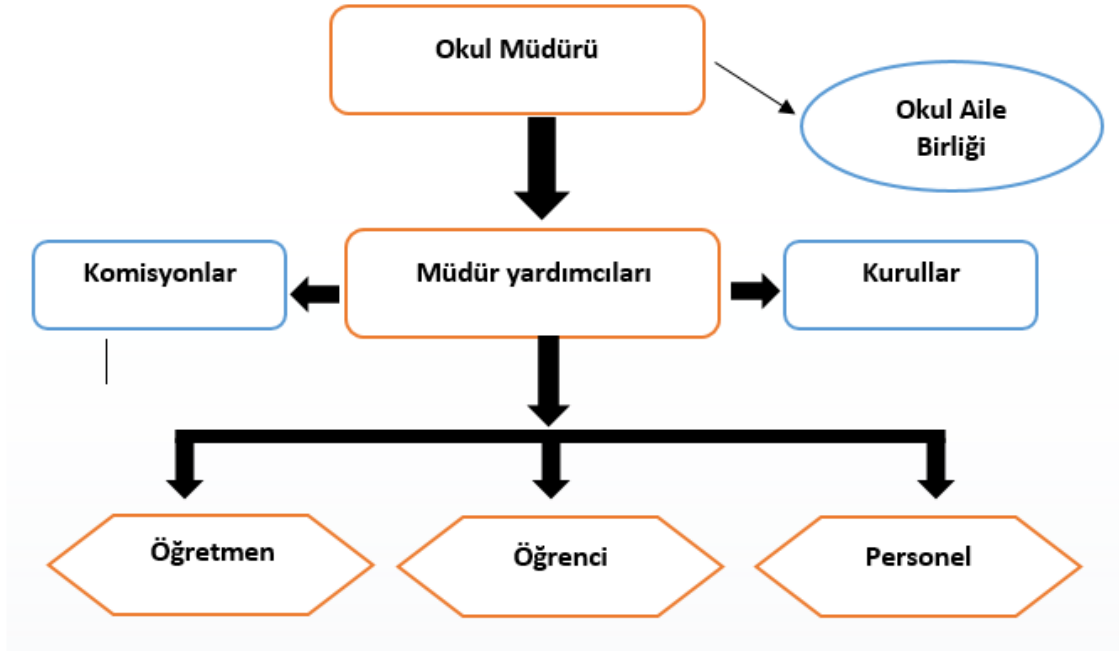 Okul Müdürü
Okul Aile
Birliği
Komisyonlar
Müdür yardımcıları
Kurullar
Öğretmen
Öğrenci
Personel